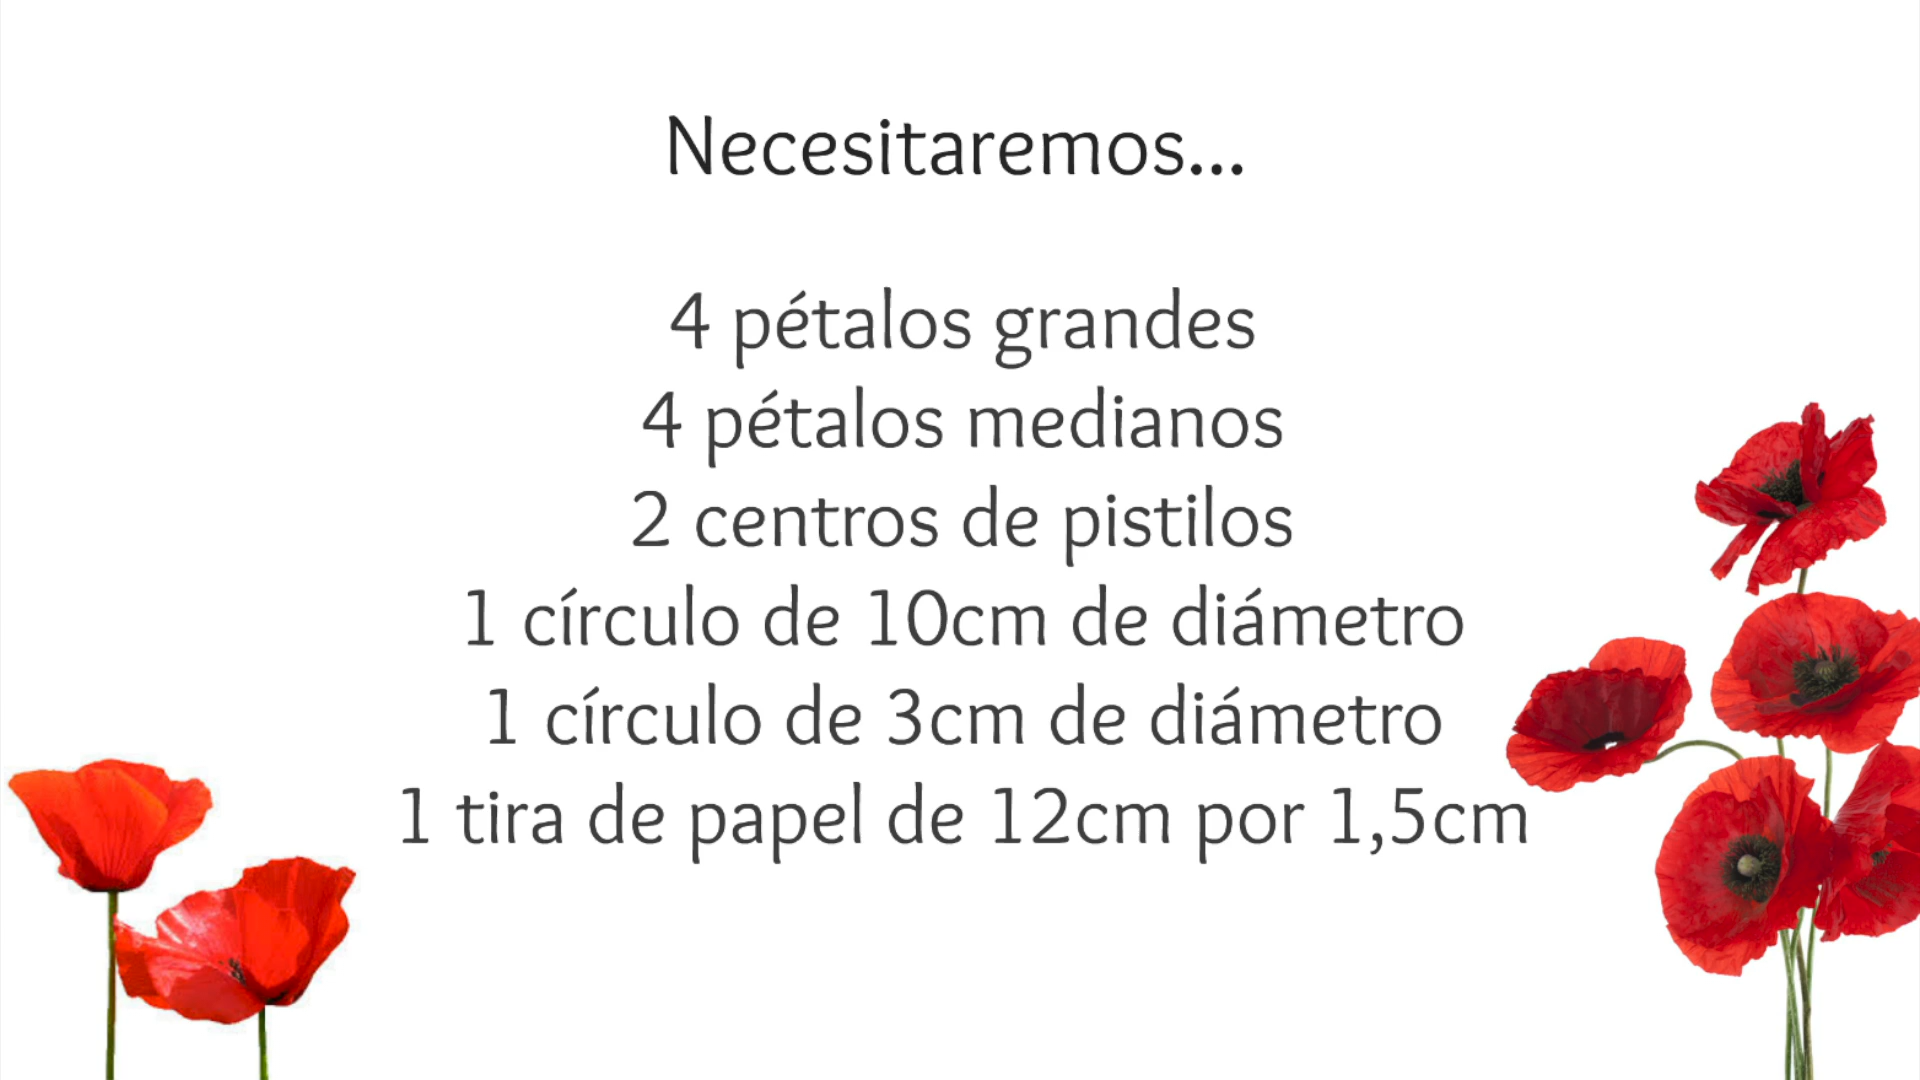 Necesitaremos...
4 pétalos grandes
4 pétalos medianos
2 centros de pistilos
1 círculo de 10cm de diámetro
1 círculo de 3cm de diámetro
1 tira de papel de 12cm por 1,5cm